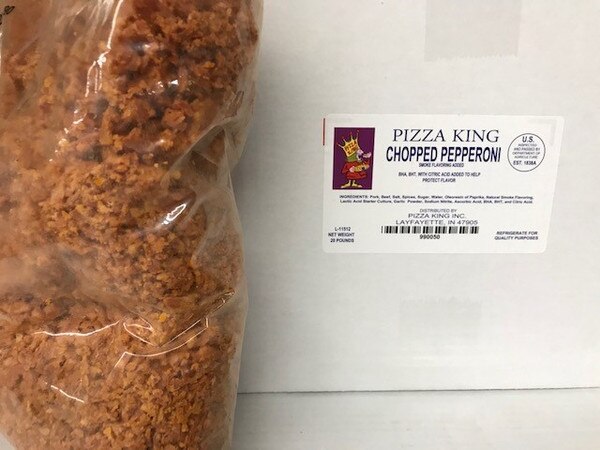 PIZZA KING
CHOPPED PEPPERONI
SMOKE FLAVORING ADDED
BHA, BHT, WITH CITRIC ACID ADDED TO HELP
PROTECT FLAVOR
U.S.
INSPECTED
AND PASSED BY
DEPARTMENT OF
AGRICULTURE
EST. 1836A
INGREDIENTS: Pork, Beef, Salt, Spices, Sugar, Water, Oleoresin of Paprika, Natural Smoke Flavoring,
Lactic Acid Starter Culture, Garlic Powder, Sodium Nitrite, Ascorbic Acid, BHA, BHT, and Citric Acid.
DISTRIBUTED BY
PIZZA KING INC.
LAYFAYETTE, IN 47905
L-11512
NET WEIGHT
20 POUNDS
990050
REFRIGERATE FOR
QUALITY PURPOSES